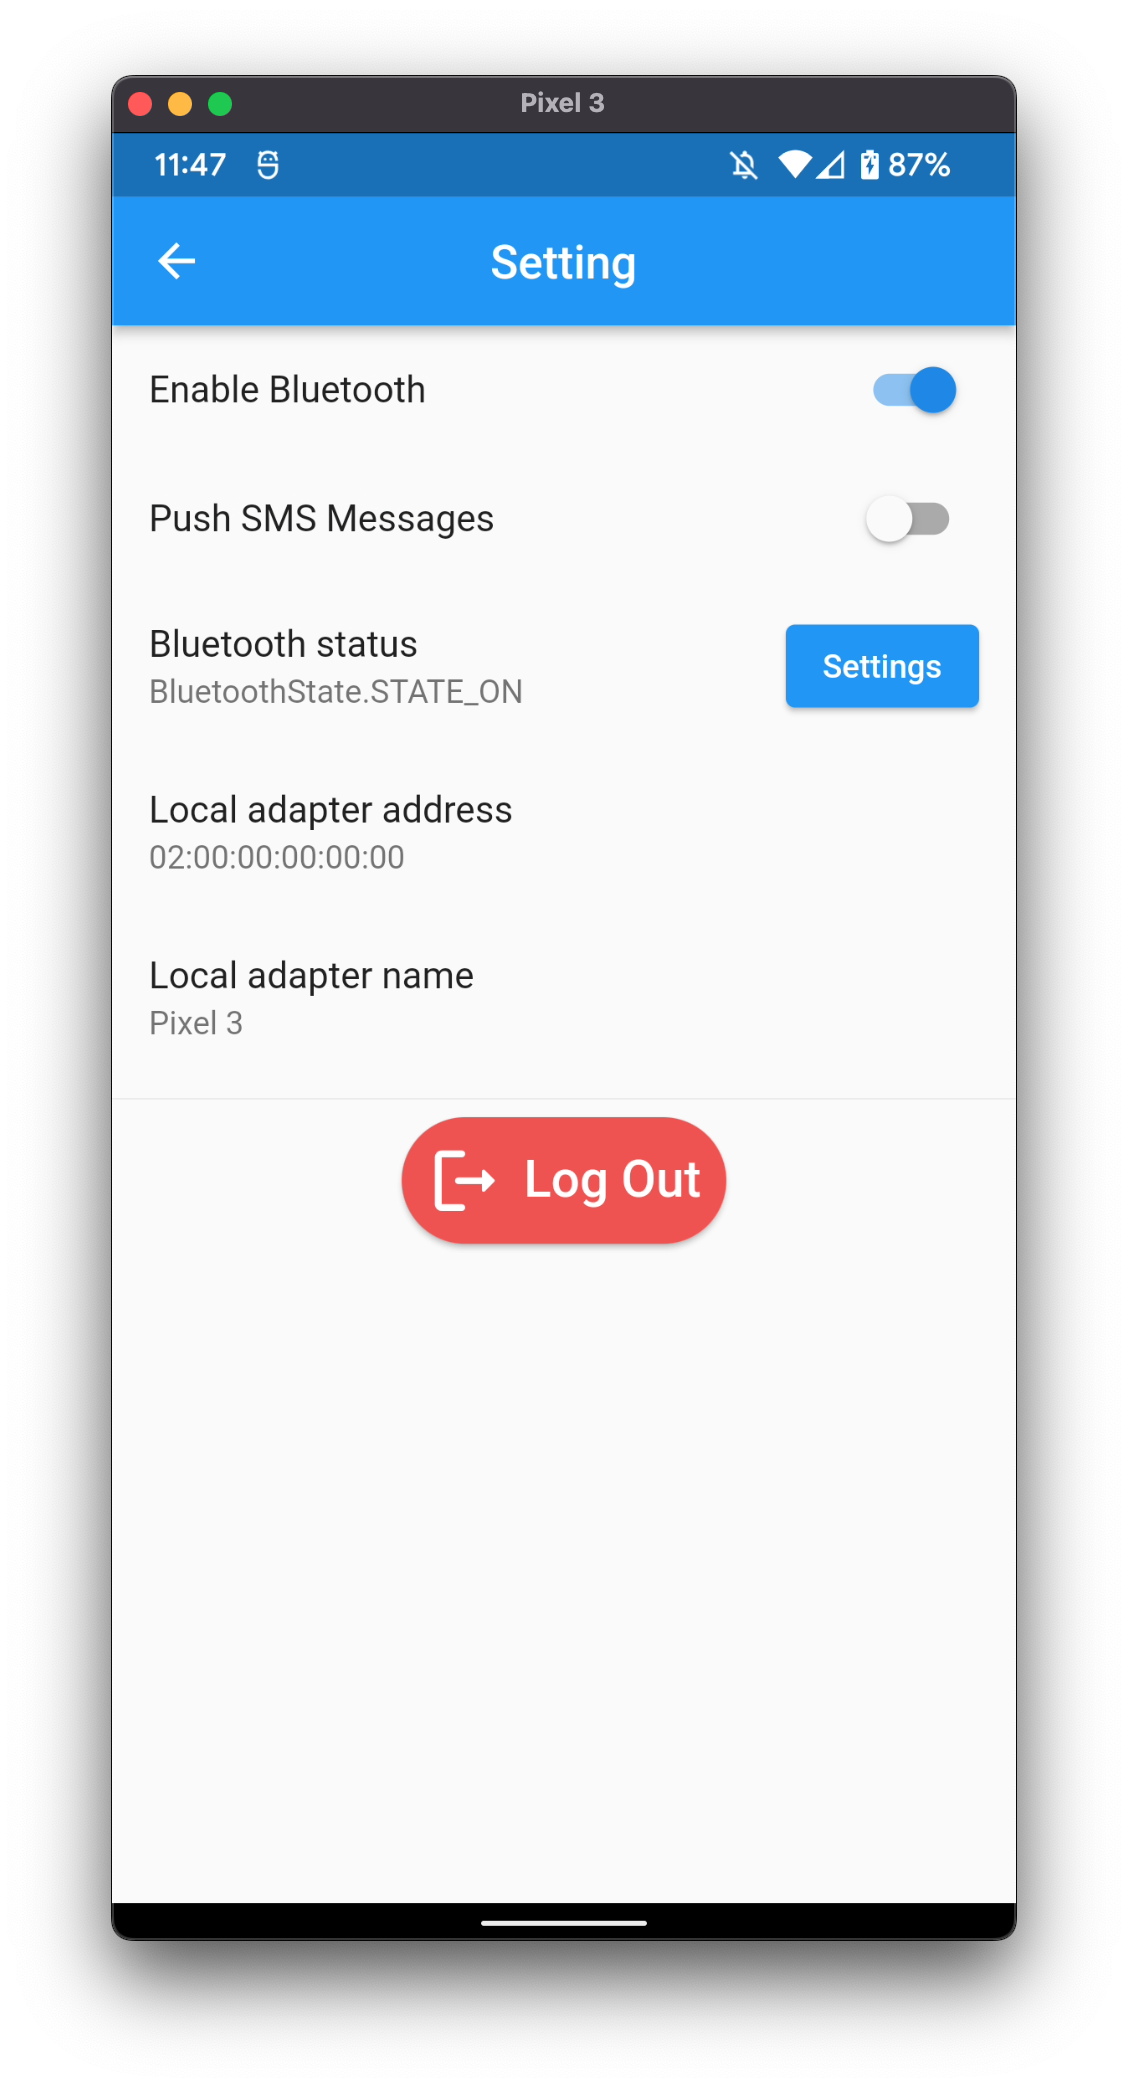 Pixel 3
11:47
87%
Setting
Enable Bluetooth
Push SMS Messages
Bluetooth status
BluetoothState.STATE_ON
Settings
Local adapter address
02:00:00:00:00:00
Local adapter name
Pixel 3
Log Out